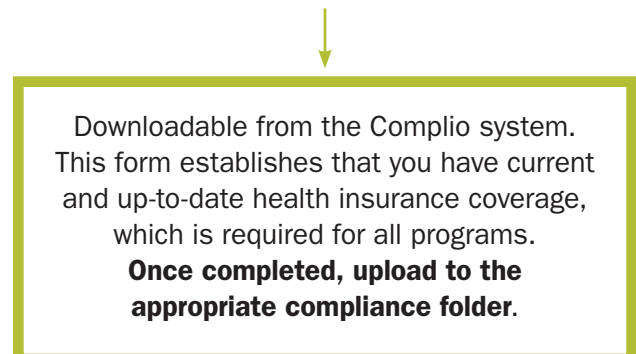 Downloadable from the Complio system.
This form establishes that you have current
and up-to-date health insurance coverage,
which is required for all programs.
Once completed, upload to the
appropriate compliance folder.